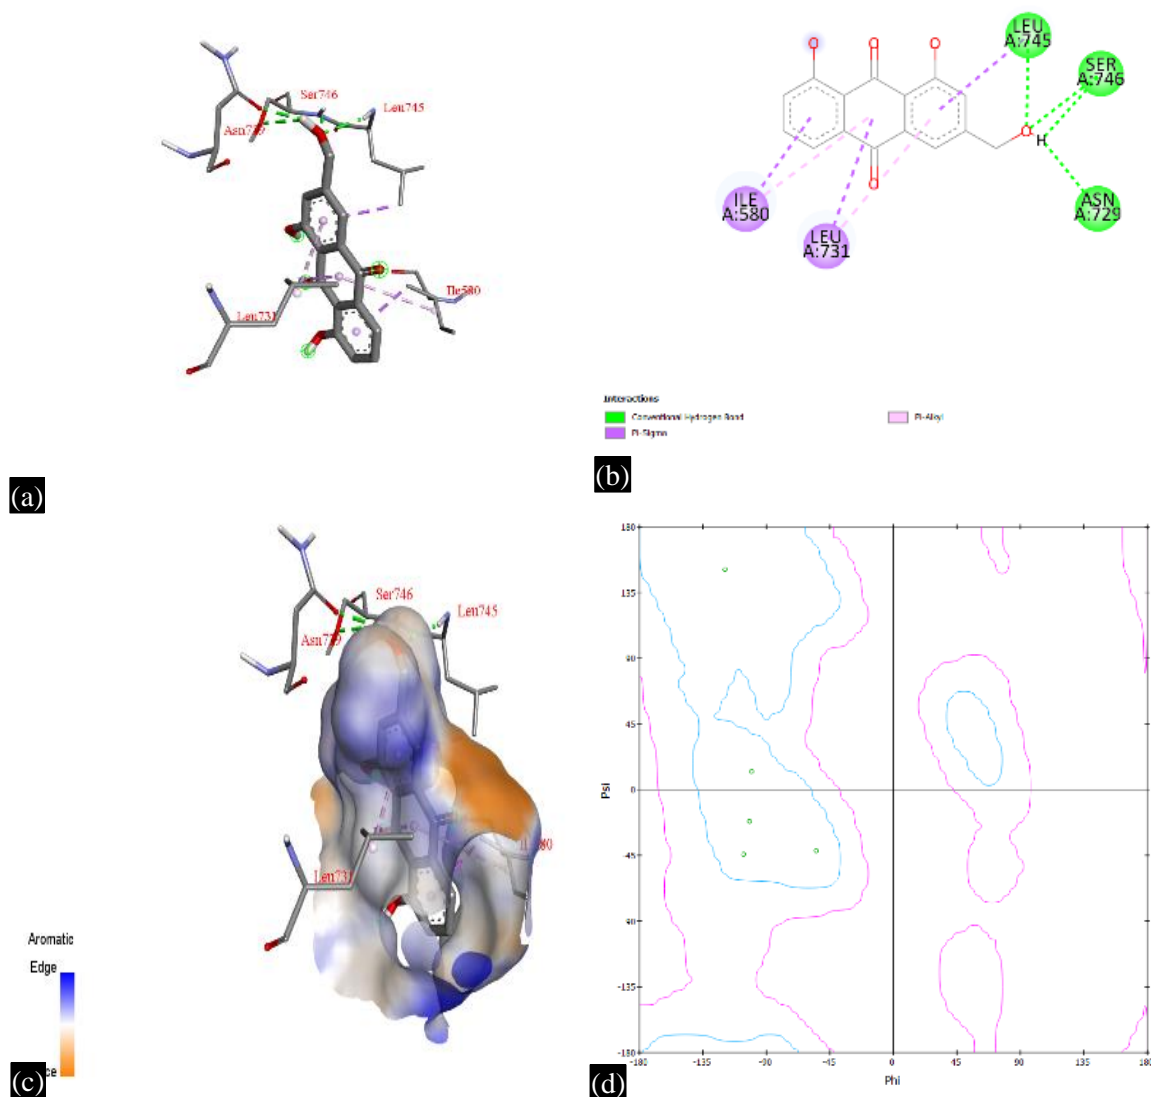 Ser746
Leu745
Asn729
Leu731
Ile580
(a)
O
O
O
LEU
A:745
SER
A:746
O
H
O
ILE
A:580
LEU
A:731
ASN
A:729
Interactions
Conventional Hydrogen Bond
Pi-Sigma
Pi-Alkyl
(b)
Ser746
Leu745
Asn729
Leu731
Aromatic
Edge
(c)
180
135
90
45
0
-45
-90
-135
-180
Psi
-180
-135
-90
-45
0
45
90
135
180
Phi
(d)